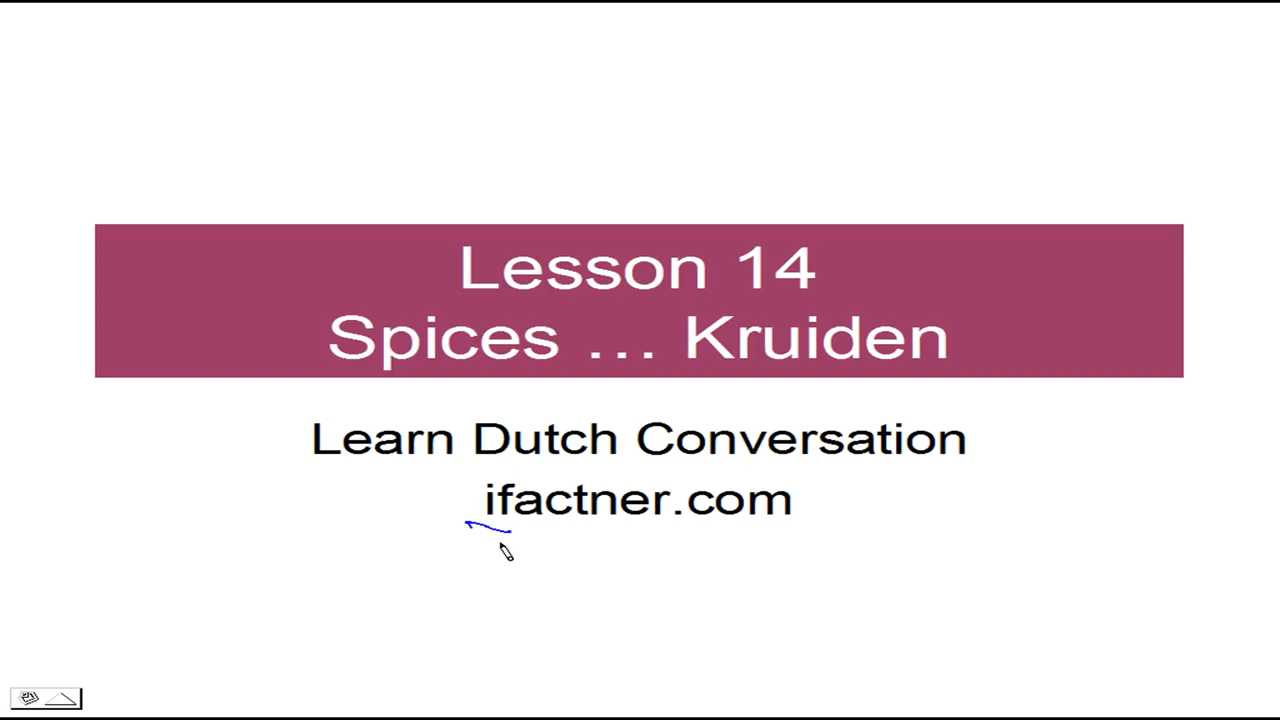 Lesson 14
Spices … Kruiden
Learn Dutch Conversation
ifactner.com